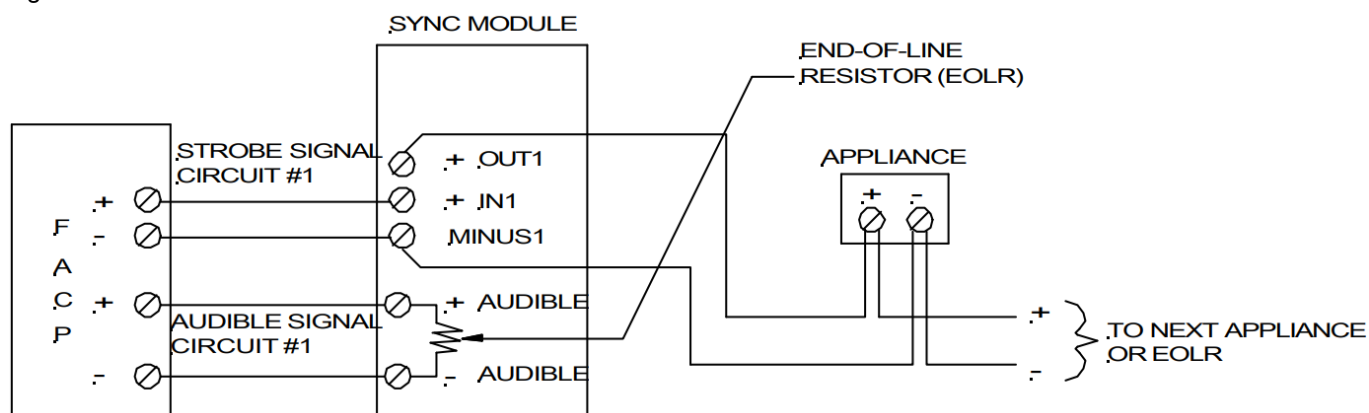 SYNC MODULE
END-OF-LINE
RESISTOR (EOLR)
STROBE SIGNAL
CIRCUIT #1
+ OUT1
+ IN1
MINUS1
APPLIANCE
+ -
F
A
C
P
+
-
+
-
AUDIBLE SIGNAL
CIRCUIT #1
+ AUDIBLE
- AUDIBLE
+
-
TO NEXT APPLIANCE
OR EOLR